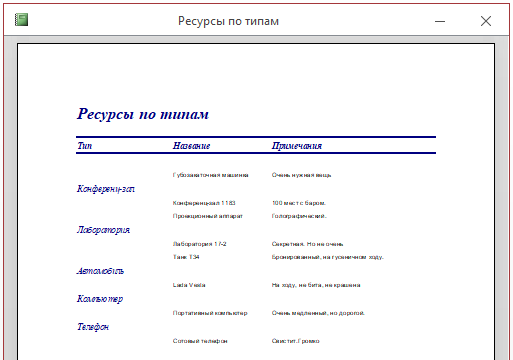 Ресурсы по типам
Ресурсы по типам
Тип Название Примечания
Губозакаточная машинка Очень нужная вещь
Конференц-зал
Конференц-зал 1183 100 мест с баром.
Проекционный аппарат Голографический.
Лаборатория
Лаборатория 17-2 Секретная. Но не очень
Танк Т34 Бронированный, на гусеничном ходу.
Автомобиль
Lada Vesta На ходу, не бита, не крашена
Компьютер
Портативный компьютер Очень медленный, но дорогой.
Телефон
Сотовый телефон Свистит.Громко